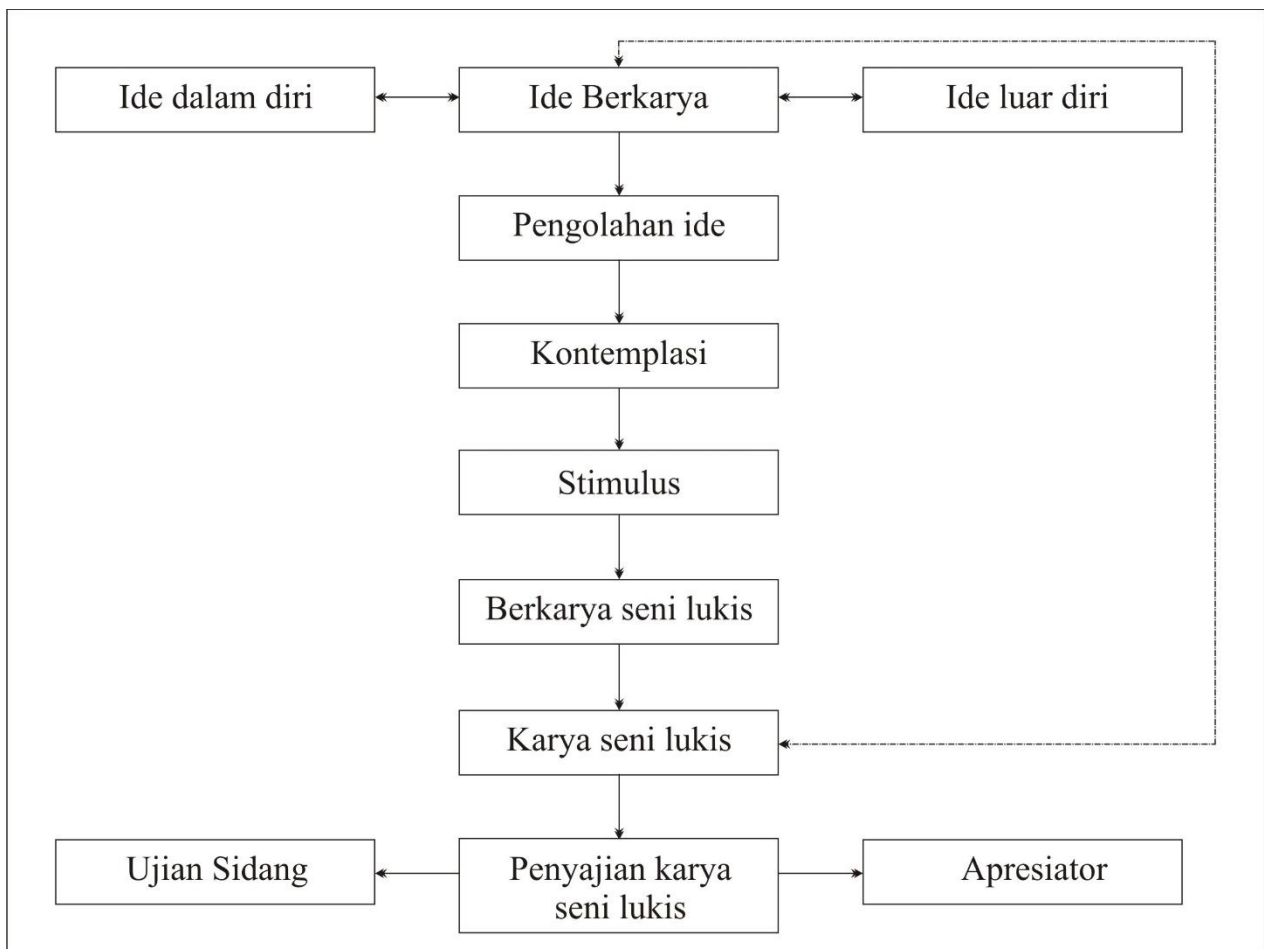 Ide dalam diri
Ide Berkarya
Ide luar diri
Pengolahan ide
Kontemplasi
Stimulus
Berkarya seni lukis
Karya seni lukis
Ujian Sidang
Penyajian karya
seni lukis
Apresiator